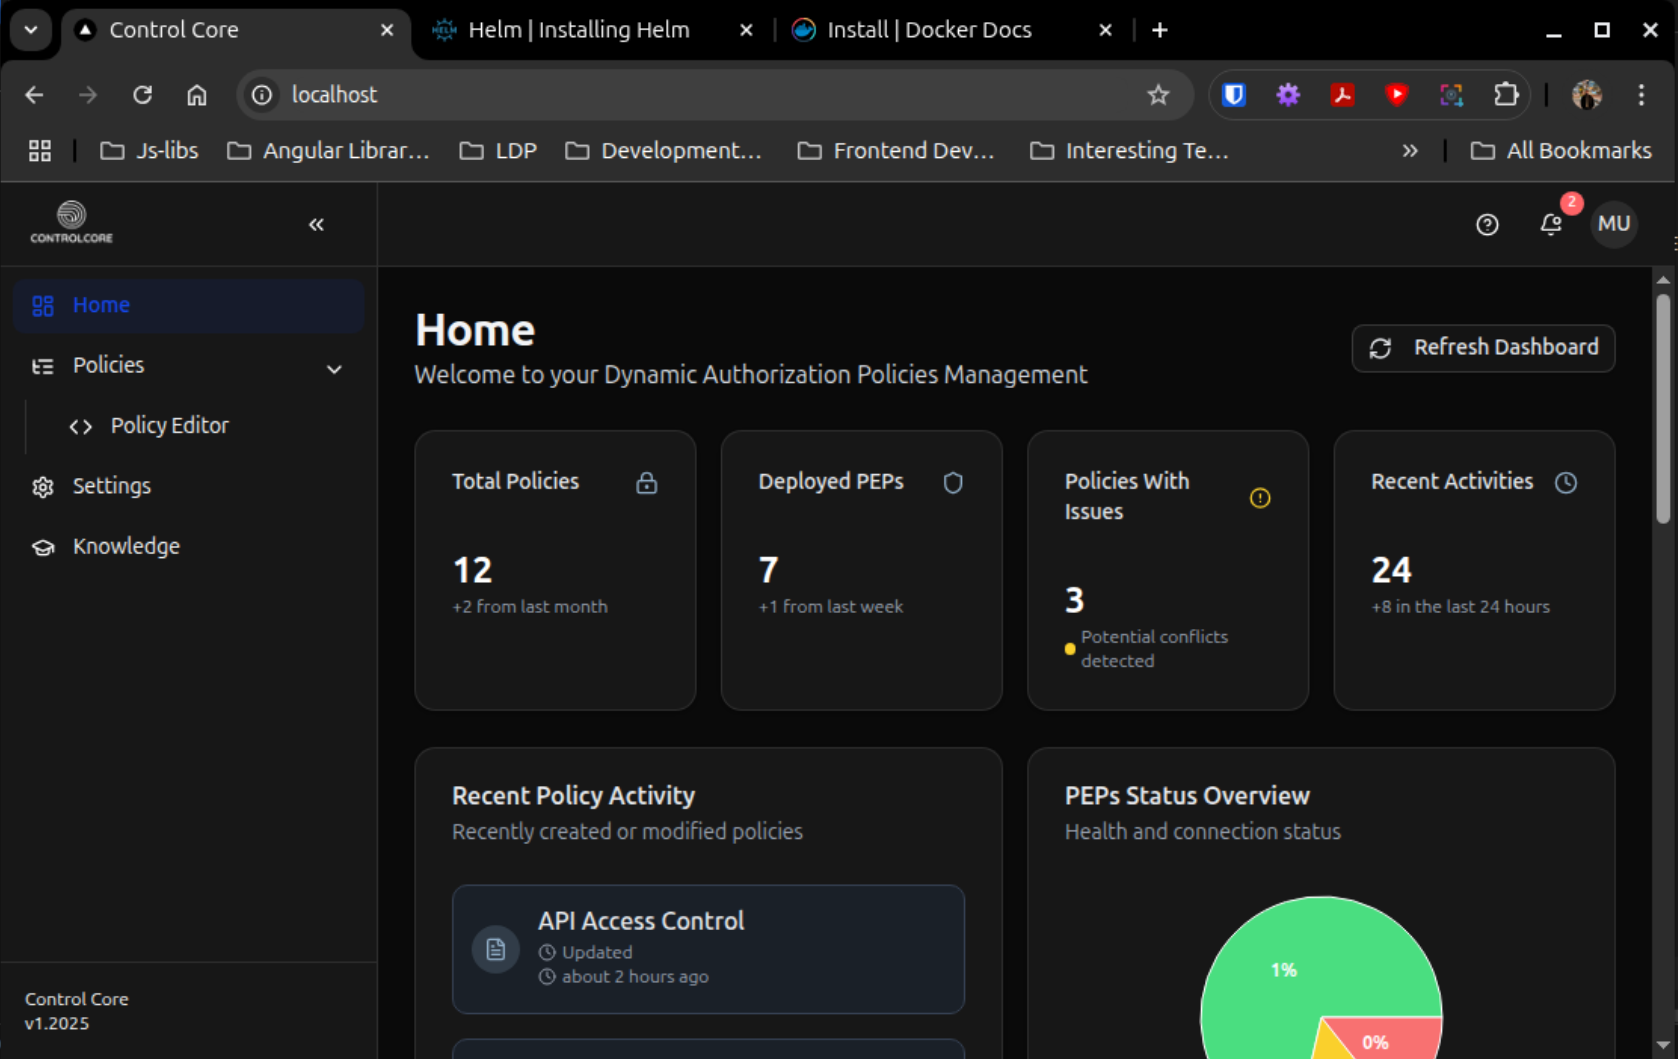 Control Core
Helm | Installing Helm
Install | Docker Docs
localhost
Js-libs
Angular Librar...
LDP
Development...
Frontend Dev...
Interesting Te...
All Bookmarks
CONTROLCORE
2
MU
Home
Policies
Policy Editor
Settings
Knowledge
Control Core
v1.2025
Home
Welcome to your Dynamic Authorization Policies Management
Refresh Dashboard
Total Policies
12
+2 from last month
Deployed PEPs
7
+1 from last week
Policies With
Issues
3
Potential conflicts
detected
Recent Activities
24
+8 in the last 24 hours
Recent Policy Activity
Recently created or modified policies
API Access Control
Updated
about 2 hours ago
PEPs Status Overview
Health and connection status
1%
0%